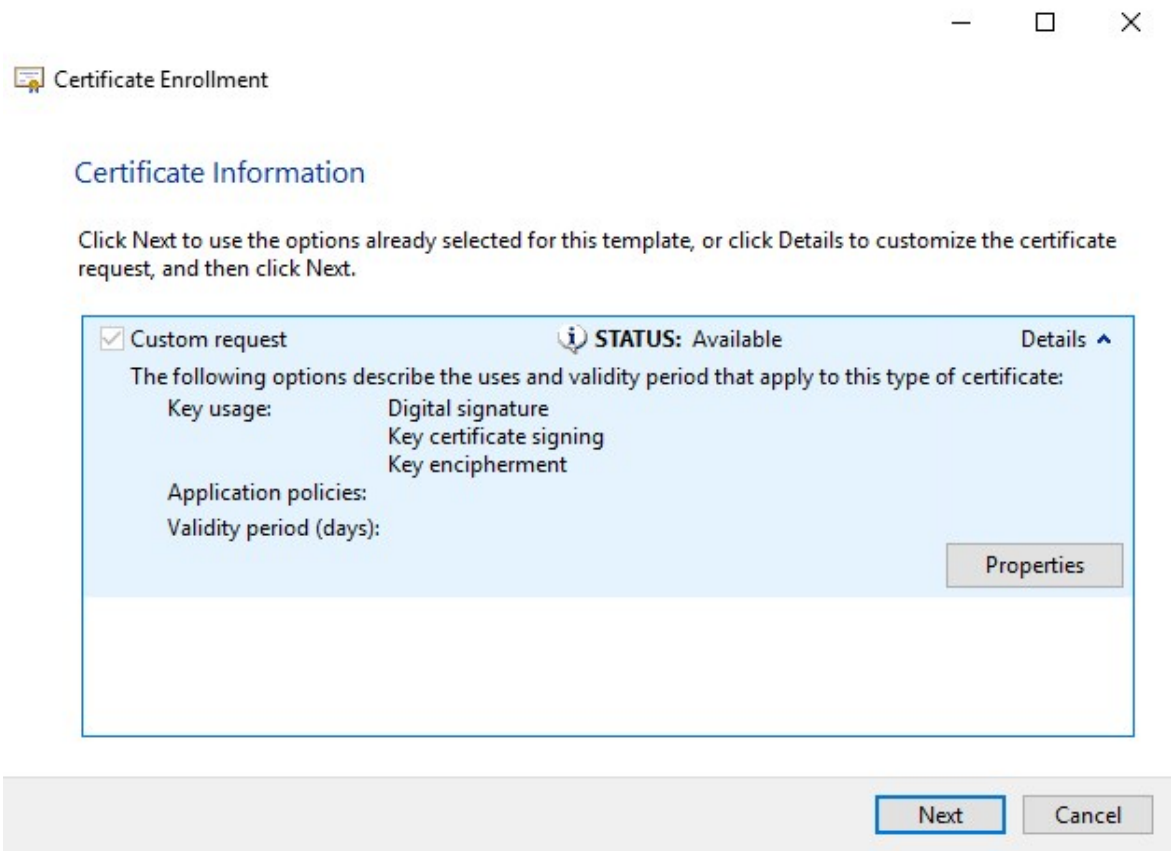 Certificate Enrollment
Certificate Information
Click Next to use the options already selected for this template, or click Details to customize the certificate
request, and then click Next.
Custom request STATUS: Available Details
The following options describe the uses and validity period that apply to this type of certificate:
Key usage: Digital signature
Key certificate signing
Key encipherment
Application policies:
Validity period (days):
Properties
Next Cancel